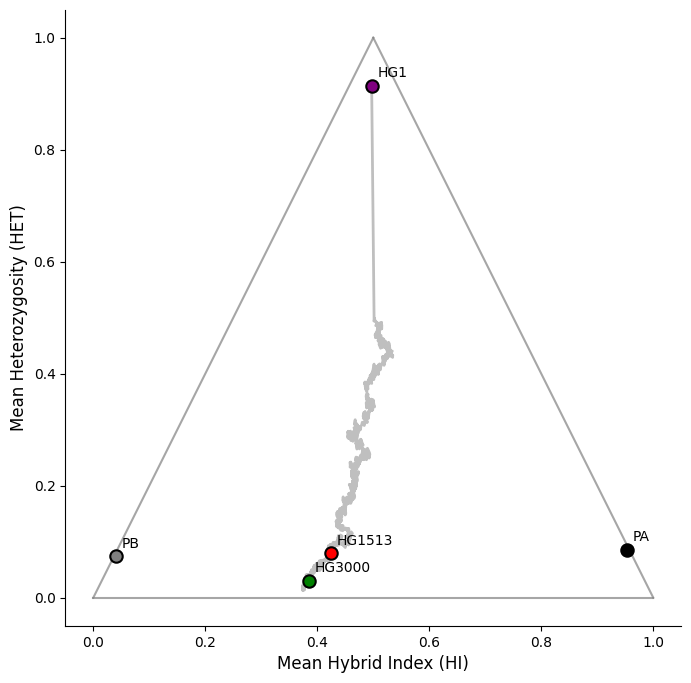 1.0
HG1
0.8
0.6
Mean Heterozygosity (HET)
0.4
0.2
HG1513
PB
PA
HG3000
0.0
0.0 0.2 0.4 0.6 0.8 1.0
Mean Hybrid Index (HI)